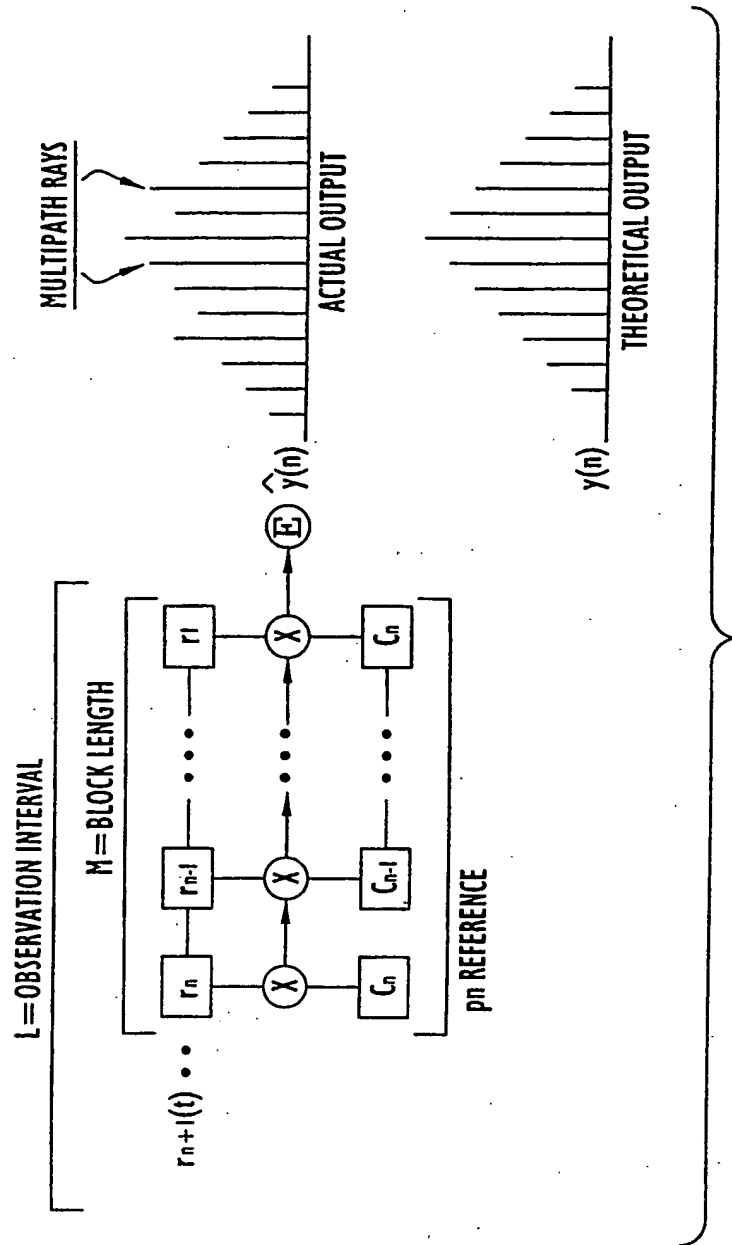 L=OBSERVATION INTERVAL
M=BLOCK LENGTH
rn+1(t) • •
rn
rn-1
• • •
r1
X
X
• • •
X
E
ŷ(n)
Cn
Cn-1
• • •
Cn
pn REFERENCE
MULTIPATH RAYS
ACTUAL OUTPUT
y(n)
THEORETICAL OUTPUT